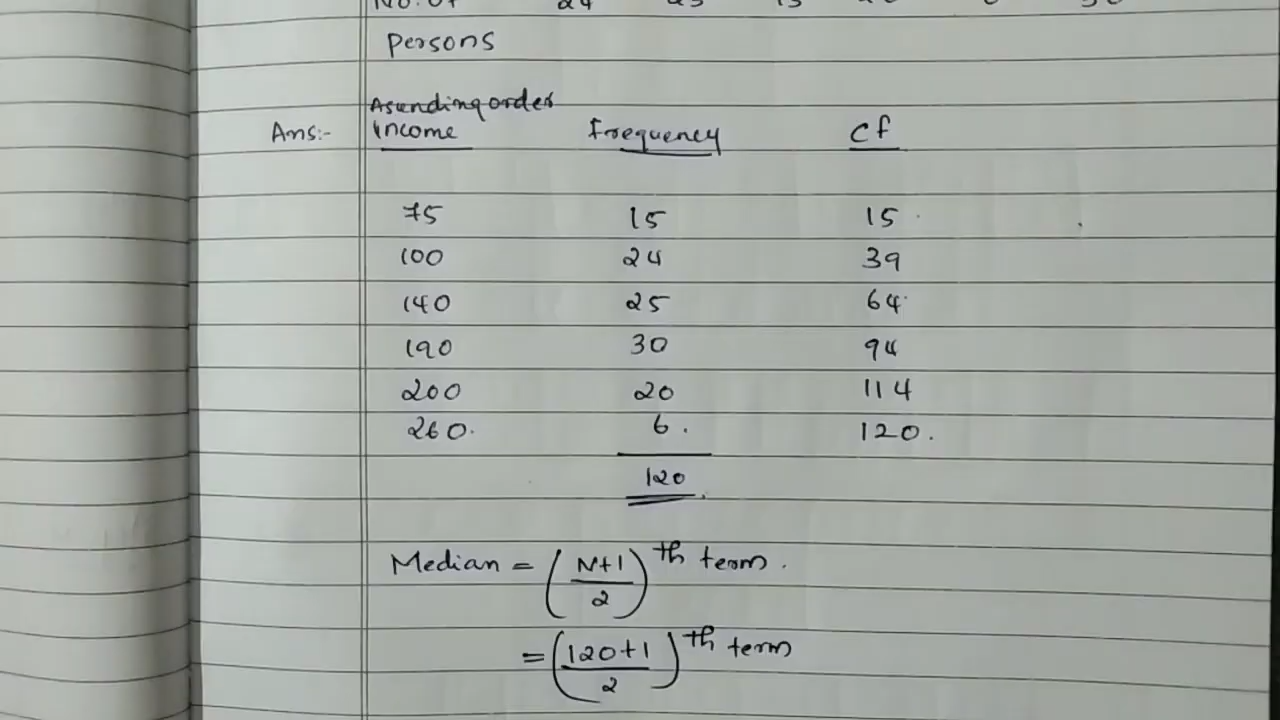 Persons
Asending order
Ans:- Income Frequency Cf
75 15 15
100 24 39
140 25 64
190 30 94
200 20 114
260. 6. 120.
120
Median = (N+1/2) th term.
= (120+1/2) th term